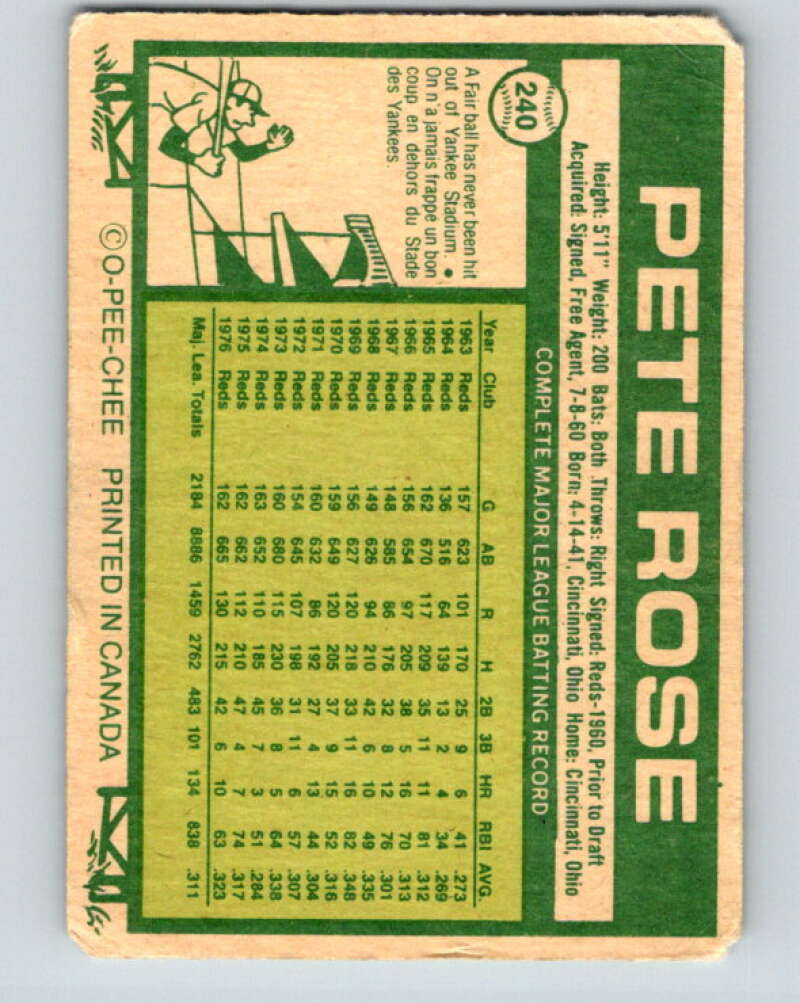 240
PETE ROSE
Height: 5'11" Weight: 200 Bats: Both Throws: Right Signed: Reds-1960, Prior to Draft
Acquired: Signed, Free Agent, 7-8-60 Born: 4-14-41, Cincinnati, Ohio Home: Cincinnati, Ohio
COMPLETE MAJOR LEAGUE BATTING RECORD
A Fair ball has never been hit
out of Yankee Stadium. ●
On n'a jamais frappé un bon
coup en dehors du Stade
des Yankees.
Year Club G AB R H 2B 3B HR RBI AVG.
1963 Reds 157 623 101 170 25 9 6 41 .273
1964 Reds 136 516 64 139 13 2 4 34 .269
1965 Reds 162 670 117 209 35 11 11 81 .312
1966 Reds 156 654 97 205 38 5 16 70 .313
1967 Reds 148 585 86 176 32 8 12 76 .301
1968 Reds 149 626 94 210 42 6 10 49 .335
1969 Reds 156 627 120 218 33 11 16 82 .348
1970 Reds 159 649 120 205 37 9 15 52 .316
1971 Reds 160 632 86 192 27 4 13 44 .304
1972 Reds 154 645 107 198 31 11 6 57 .307
1973 Reds 160 680 115 230 36 8 5 64 .338
1974 Reds 163 652 110 185 45 7 3 51 .284
1975 Reds 162 662 112 210 47 4 7 74 .317
1976 Reds 162 665 130 215 42 6 10 63 .323
Maj. Lea. Totals 2184 8886 1459 2762 483 101 134 838 .311
© O-PEE-CHEE PRINTED IN CANADA